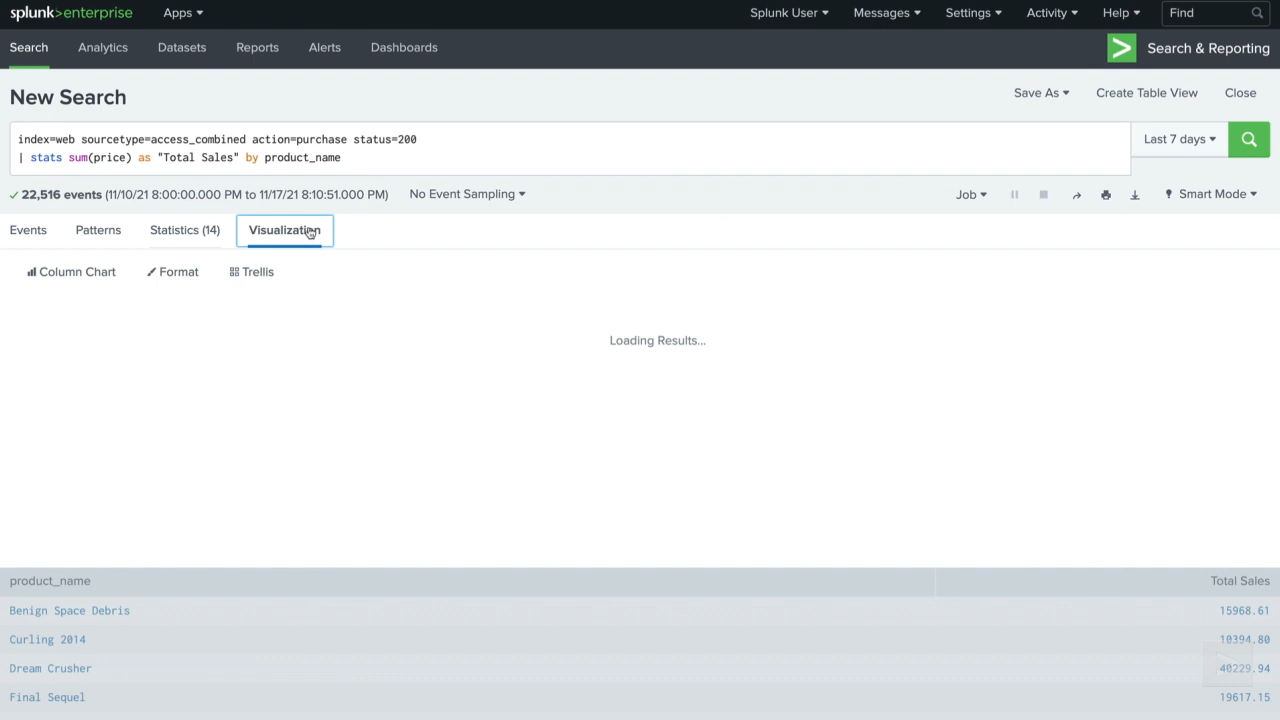 splunk>enterprise Apps Splunk User Messages Settings Activity Help Find
Search Analytics Datasets Reports Alerts Dashboards Search & Reporting
New Search Save As Create Table View Close
index=web sourcetype=access_combined action=purchase status=200
| stats sum(price) as "Total Sales" by product_name
Last 7 days
22,516 events (11/10/21 8:00:00.000 PM to 11/17/21 8:10:51.000 PM) No Event Sampling Job Smart Mode
Events Patterns Statistics (14) Visualization
Column Chart Format Trellis
Loading Results...
product_name Total Sales
Benign Space Debris 15968.61
Curling 2014 10394.80
Dream Crusher 40229.94
Final Sequel 19617.15